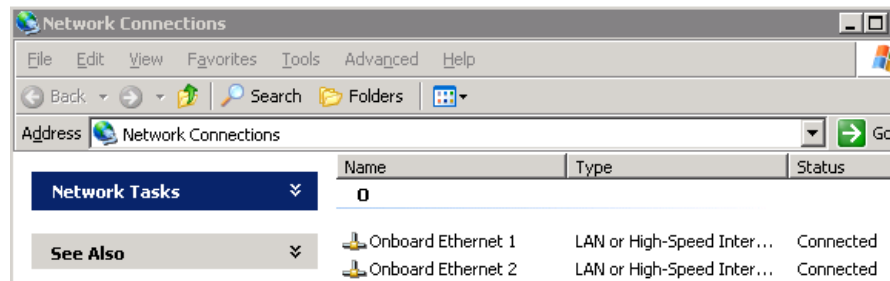 Network Connections
File Edit View Favorites Tools Advanced Help
Back Search Folders
Address Network Connections Go
Name Type Status
Network Tasks
O
See Also
Onboard Ethernet 1 LAN or High-Speed Inter... Connected
Onboard Ethernet 2 LAN or High-Speed Inter... Connected